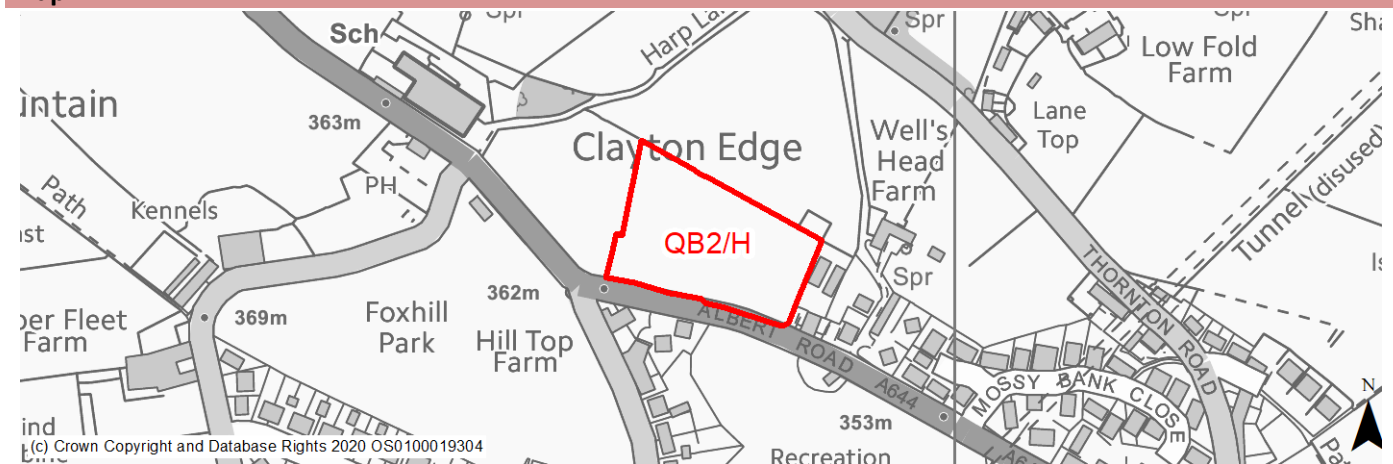 Spr
Sch
Harp La
Spr
Low Fold
Farm
363m
Clayton Edge
Well's
Head
Farm
Lane
Top
PH
Path
Kennels
QB2/H
Spr
Tunnel (disused)
THORNTON ROAD
362m
369m
Foxhill
Park
Hill Top
Farm
ALBERT ROAD A644
Fleet
Farm
MOSSY BANK CLOSE
353m
N
(c) Crown Copyright and Database Rights 2020 OS0100019304
Recreation